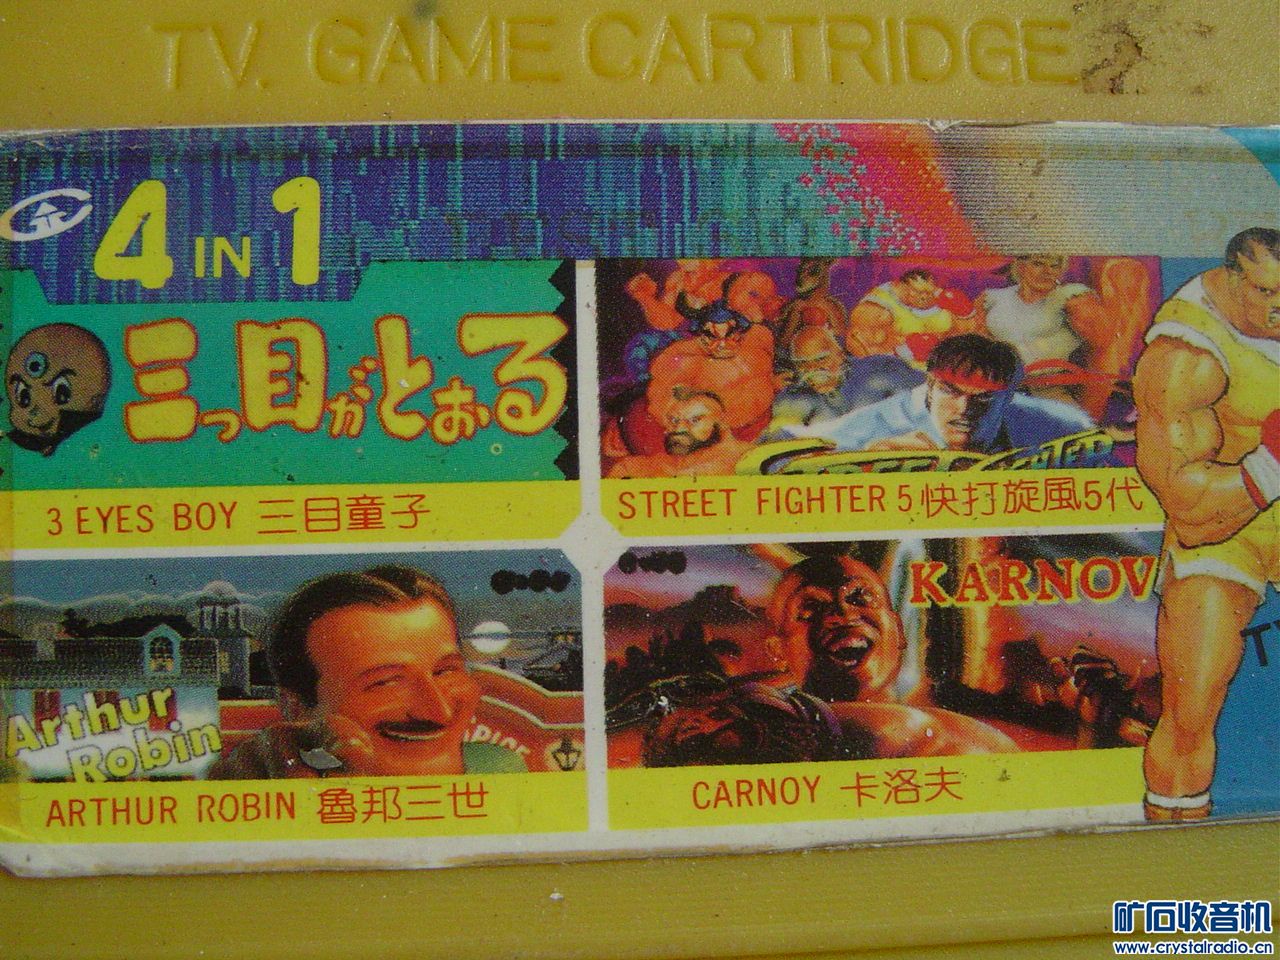 TV. GAME CARTRIDGE
4 IN 1
三つ目がとおる
3 EYES BOY 三目童子
STREET FIGHTER 5 快打旋風5代
Arthur
Robin
ARTHUR ROBIN 魯邦三世
KARNOV
CARNOY 卡洛夫
矿石收音机
www.crystalradio.cn